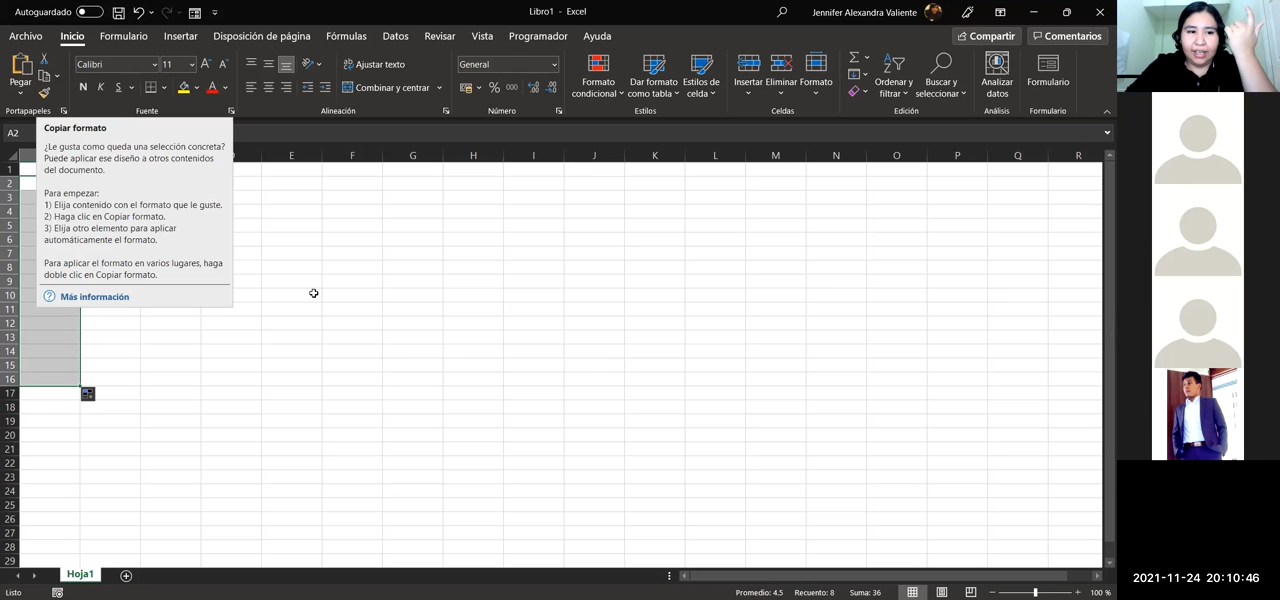 Autoguardado
Libro1 - Excel
Jennifer Alexandra Valiente
Archivo Inicio Formulario Insertar Disposición de página Fórmulas Datos Revisar Vista Programador Ayuda
Compartir Comentarios
Pegar
Calibri 11
N K S
A
Ajustar texto
Combinar y centrar
General
% 000
Formato condicional
Dar formato como tabla
Estilos de celda
Insertar Eliminar Formato
Ordenar y filtrar
Buscar y seleccionar
Analizar datos
Formulario
Portapapeles Fuente Alineación Número Estilos Celdas Edición Análisis Formulario
A2
Copiar formato
¿Le gusta como queda una selección concreta?
Puede aplicar ese diseño a otros contenidos
del documento.
Para empezar:
1) Elija contenido con el formato que le guste.
2) Haga clic en Copiar formato.
3) Elija otro elemento para aplicar
automáticamente el formato.
Para aplicar el formato en varios lugares, haga
doble clic en Copiar formato.
Más información
E F G H I J K L M N O P Q R
1
2
3
4
5
6
7
8
9
10
11
12
13
14
15
16
17
18
19
20
21
22
23
24
25
26
27
28
29
Hoja1
Listo
Promedio: 4.5 Recuento: 8 Suma: 36
100 %
2021-11-24 20:10:46